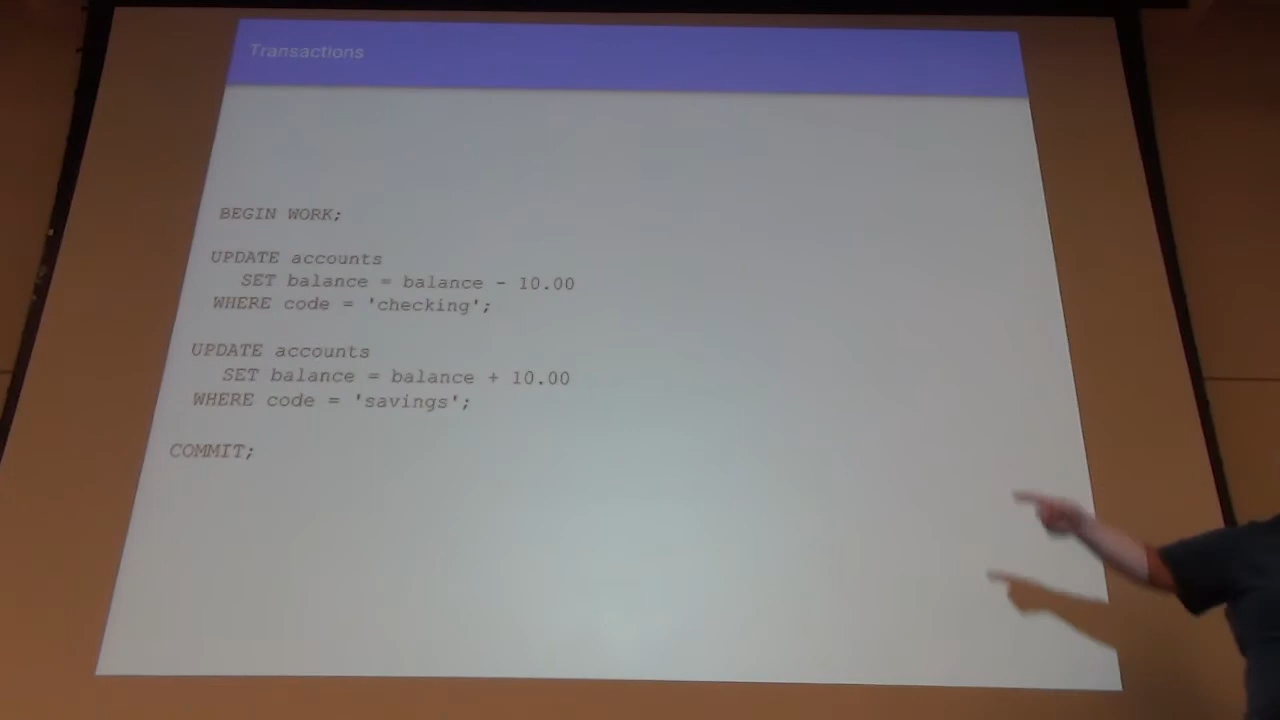 Transactions
BEGIN WORK;
UPDATE accounts
SET balance = balance - 10.00
WHERE code = 'checking';
UPDATE accounts
SET balance = balance + 10.00
WHERE code = 'savings';
COMMIT;